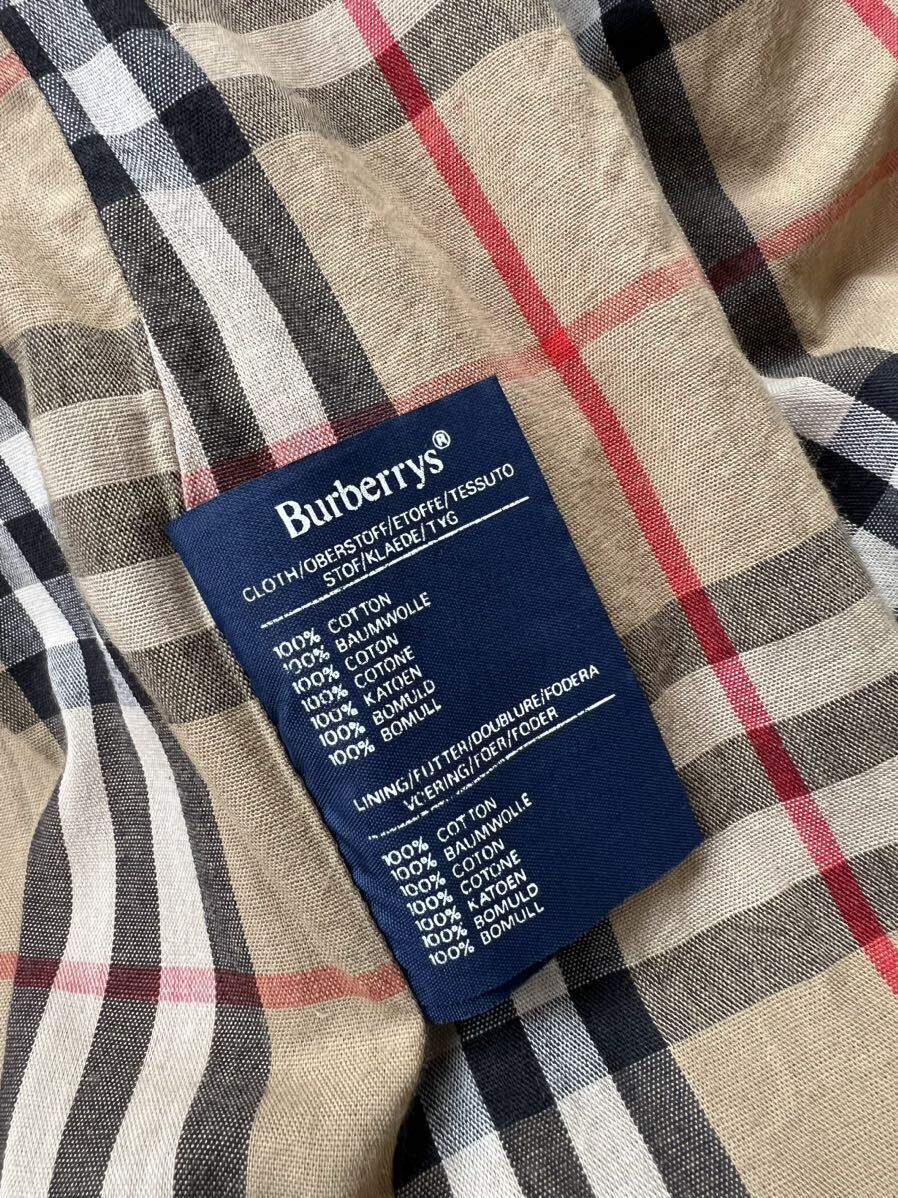 Burberrys®
CLOTH/OBERSTOFF/ETOFFE/TESSUTO
STOF/KLAEDE/TYG
100% COTTON
100% BAUMWOLLE
100% COTON
100% COTONE
100% KATOEN
100% BOMULD
100% BOMULL
LINING/FUTTER/DOUBLURE/FODERA
VOERING/FOER/FODER
100% COTTON
100% BAUMWOLLE
100% COTON
100% COTONE
100% KATOEN
100% BOMULD
100% BOMULL